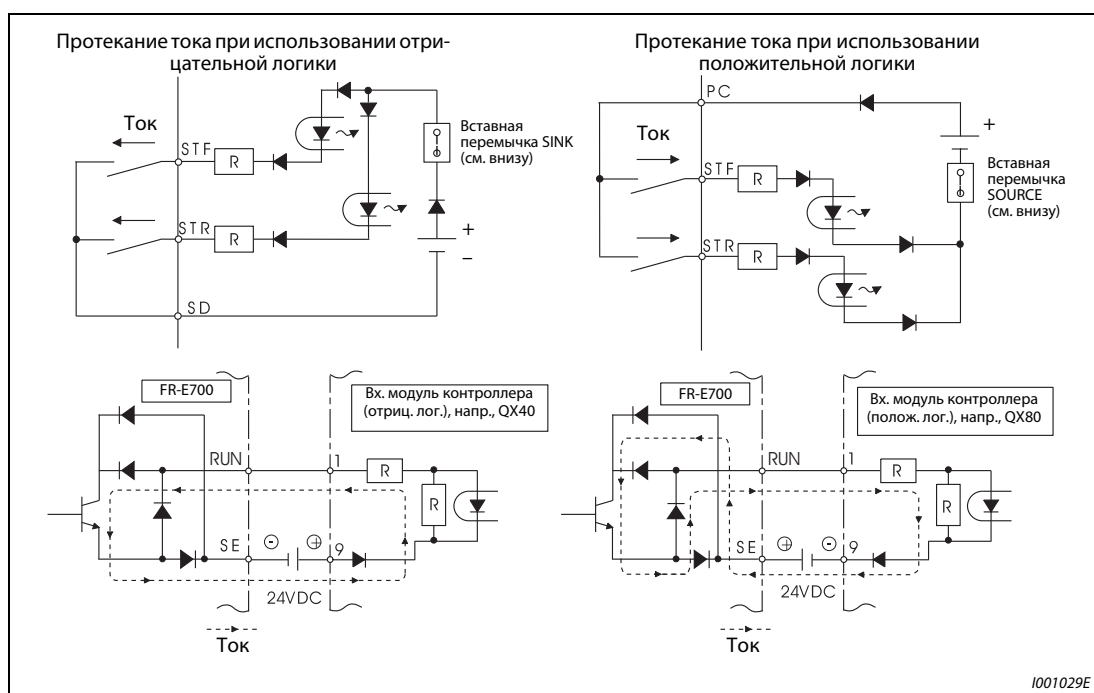 Протекание тока при использовании отри-
цательной логики
Ток
STF
R
STR
R
SD
Вставная
перемычка SINK
(см. внизу)
+
–
Протекание тока при использовании
положительной логики
PC
Ток
STF
R
STR
R
+
Вставная
перемычка
SOURCE
(см. внизу)
FR-E700
Вх. модуль контроллера
(отриц. лог.), напр., QX40
RUN
1
R
R
SE
-
+
9
24VDC
Ток
FR-E700
Вх. модуль контроллера
(полож. лог.), напр., QX80
RUN
1
R
R
SE
+
-
9
24VDC
Ток
I001029E